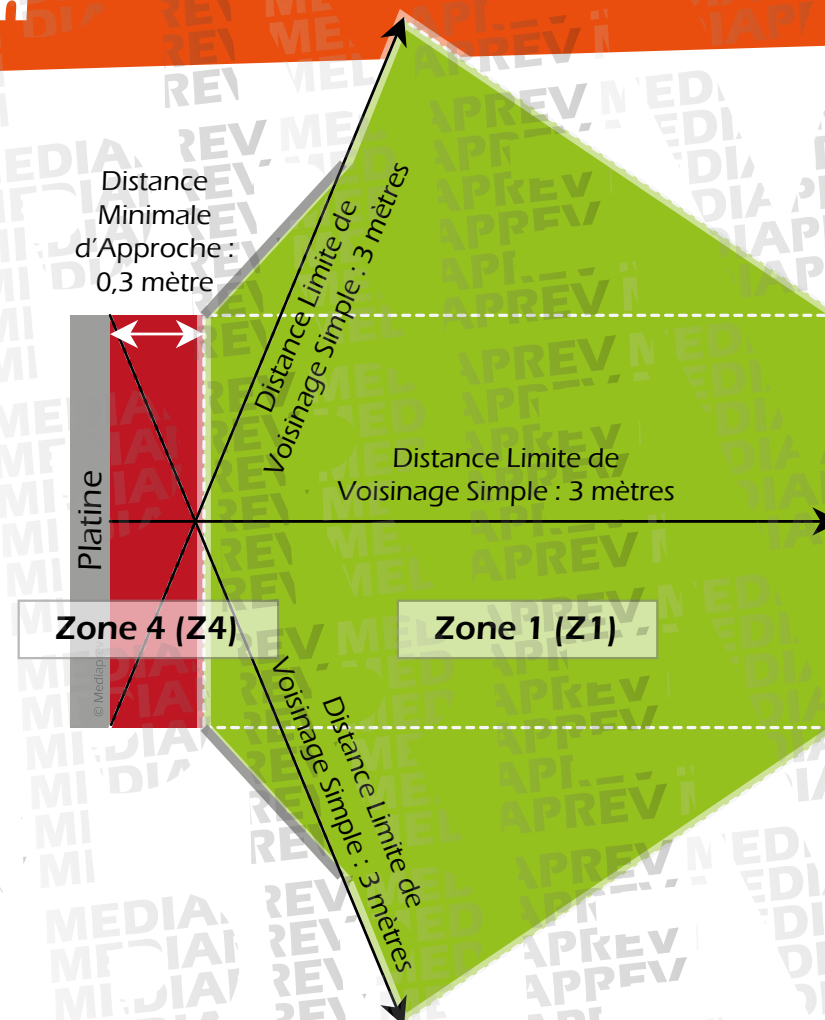 Distance
Minimale
d’Approche :
0,3 mètre
Distance Limite de
Voisinage Simple : 3 mètres
Distance Limite de
Voisinage Simple : 3 mètres
Platine
Zone 4 (Z4)
Zone 1 (Z1)
© Mediaprev
Distance Limite de
Voisinage Simple : 3 mètres